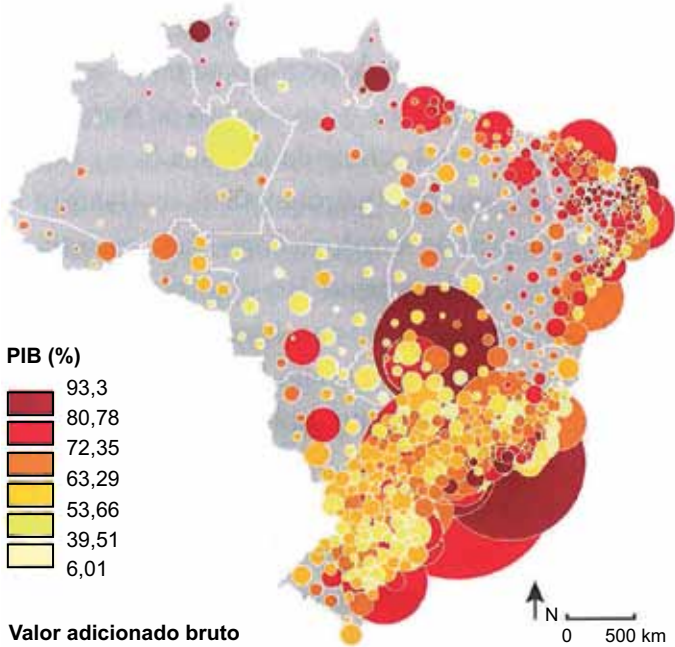 PIB (%)
93,3
80,78
72,35
63,29
53,66
39,51
6,01
Valor adicionado bruto
N
0 500 km